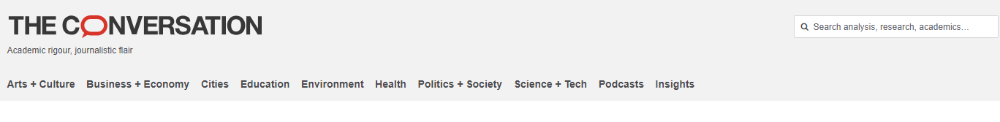 THE CONVERSATION
Search analysis, research, academics…
Academic rigour, journalistic flair
Arts + Culture Business + Economy Cities Education Environment Health Politics + Society Science + Tech Podcasts Insights